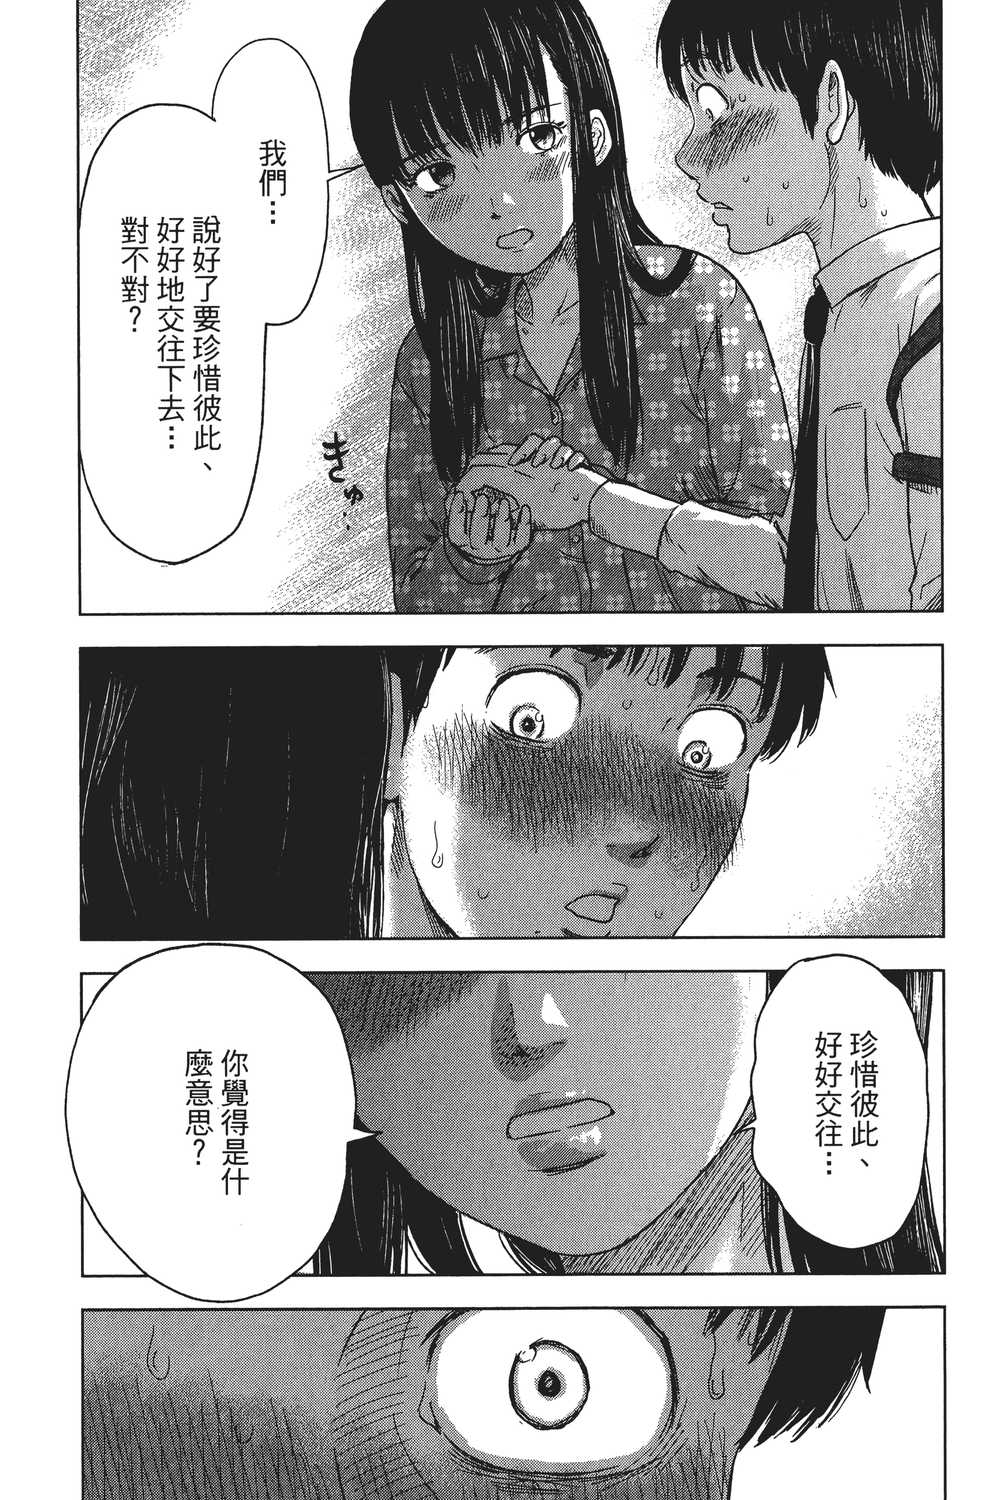 我們…
說好了要珍惜彼此、
好好地交往下去…
對不對？
きゅ…
珍惜彼此、
好好交往…
你覺得是什
麼意思？